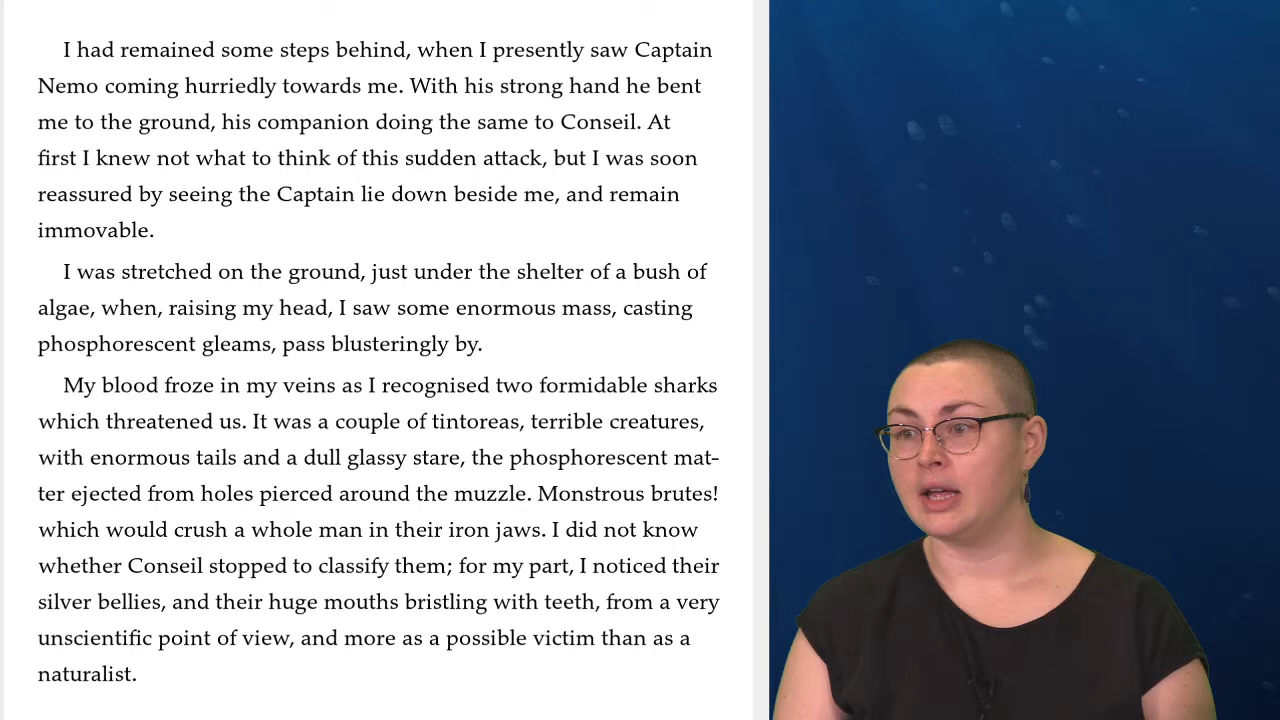 I had remained some steps behind, when I presently saw Captain
Nemo coming hurriedly towards me. With his strong hand he bent
me to the ground, his companion doing the same to Conseil. At
first I knew not what to think of this sudden attack, but I was soon
reassured by seeing the Captain lie down beside me, and remain
immovable.
I was stretched on the ground, just under the shelter of a bush of
algae, when, raising my head, I saw some enormous mass, casting
phosphorescent gleams, pass blusteringly by.
My blood froze in my veins as I recognised two formidable sharks
which threatened us. It was a couple of tintoreas, terrible creatures,
with enormous tails and a dull glassy stare, the phosphorescent mat-
ter ejected from holes pierced around the muzzle. Monstrous brutes!
which would crush a whole man in their iron jaws. I did not know
whether Conseil stopped to classify them; for my part, I noticed their
silver bellies, and their huge mouths bristling with teeth, from a very
unscientific point of view, and more as a possible victim than as a
naturalist.